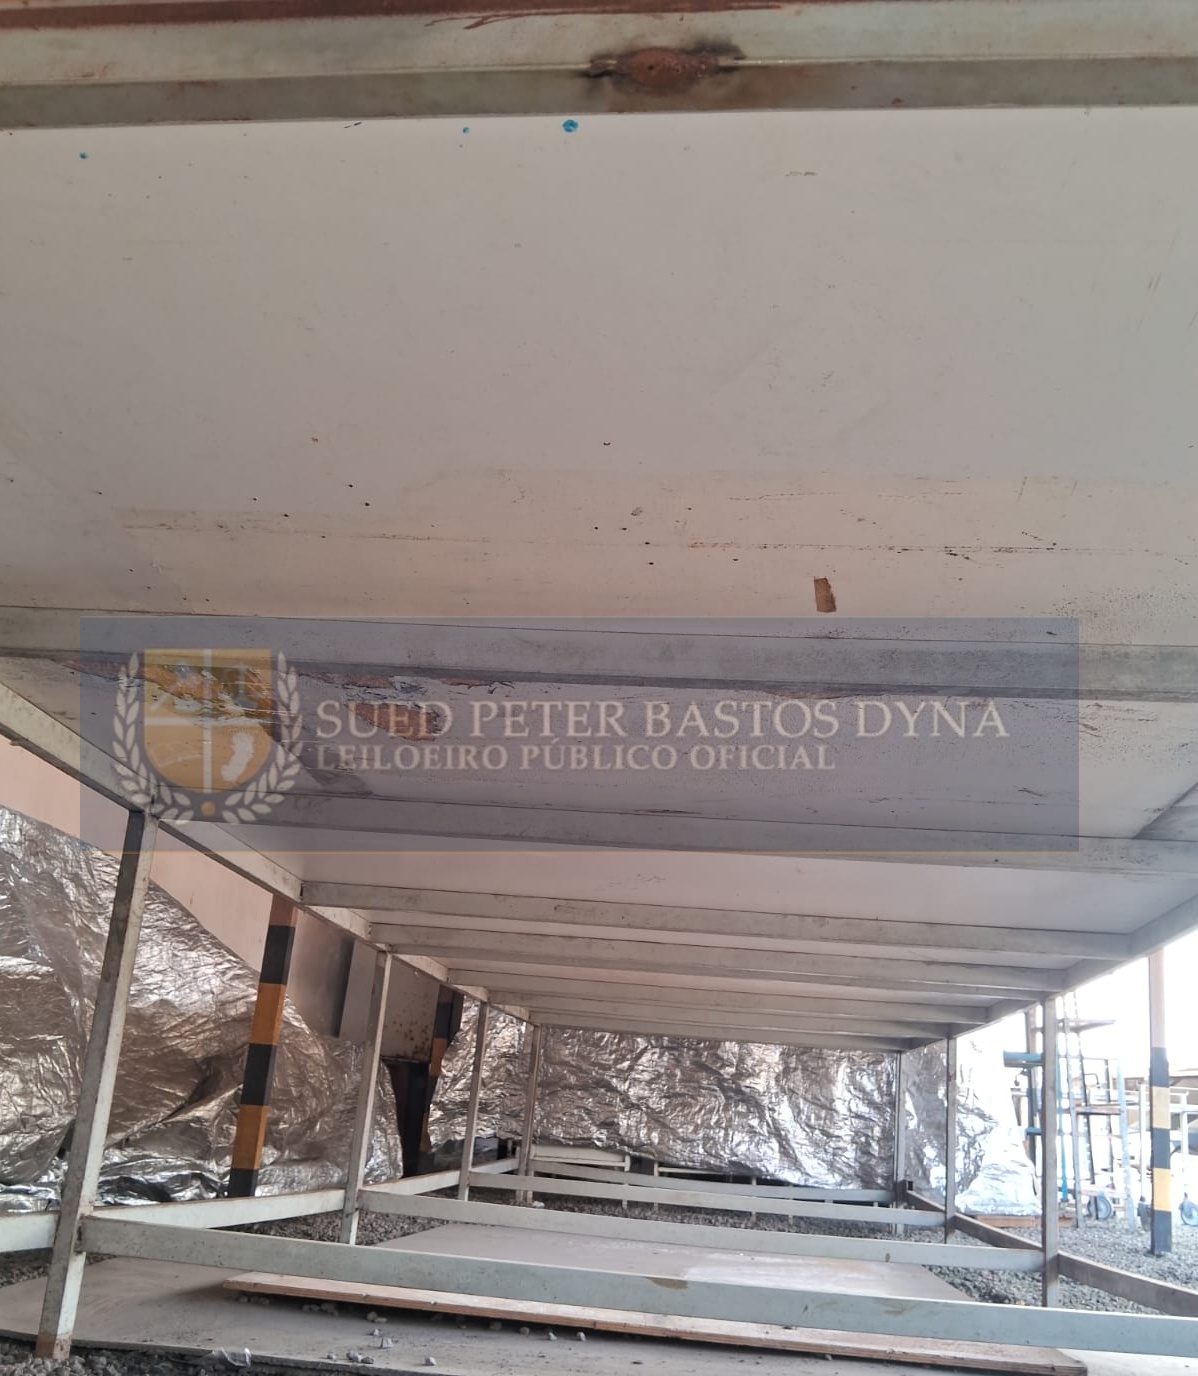 SUED PETER BASTOS DYNA
LEILOEIRO PÚBLICO OFICIAL